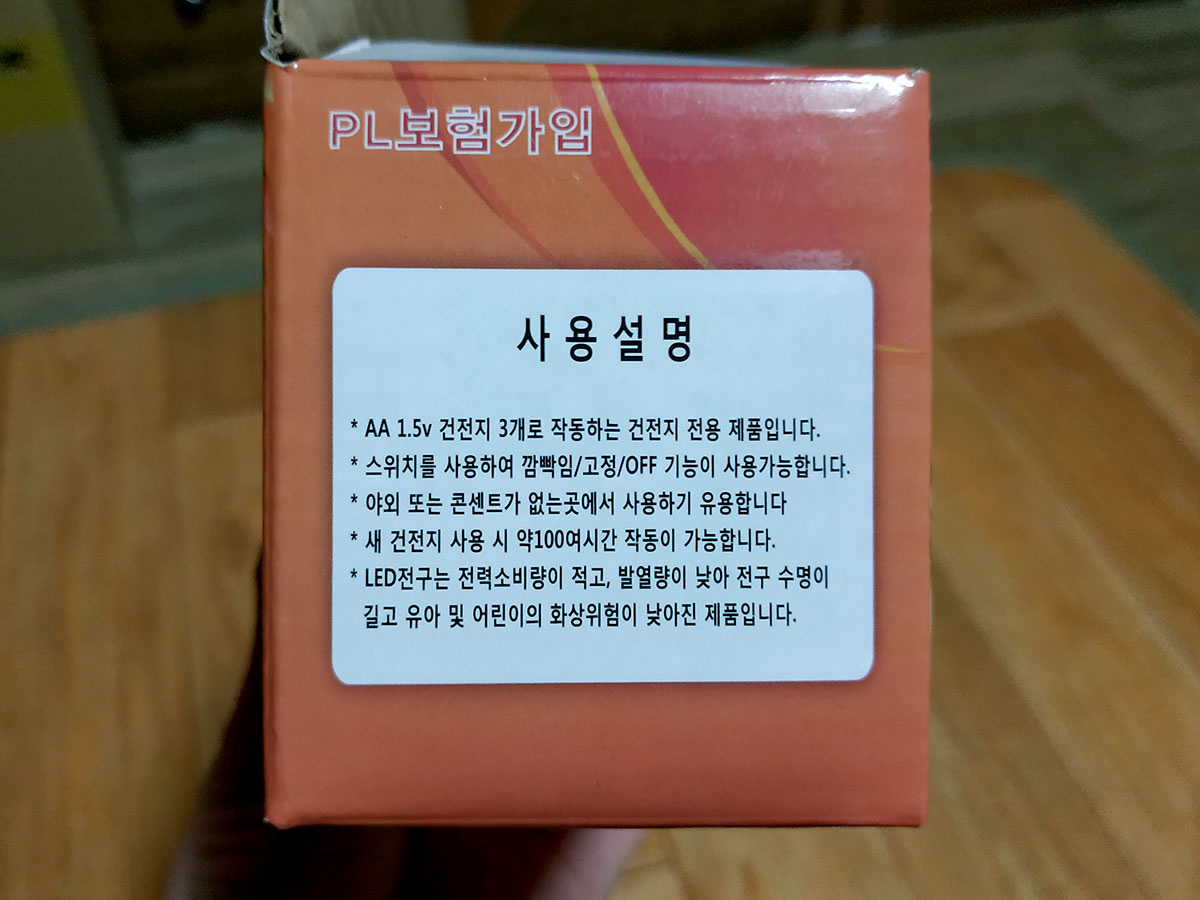 PL보험가입
사용설명
* AA 1.5v 건전지 3개로 작동하는 건전지 전용 제품입니다.
* 스위치를 사용하여 깜빡임/고정/OFF 기능이 사용가능합니다.
* 야외 또는 콘센트가 없는곳에서 사용하기 유용합니다
* 새 건전지 사용 시 약100여시간 작동이 가능합니다.
* LED전구는 전력소비량이 적고, 발열량이 낮아 전구 수명이
길고 유아 및 어린이의 화상위험이 낮아진 제품입니다.